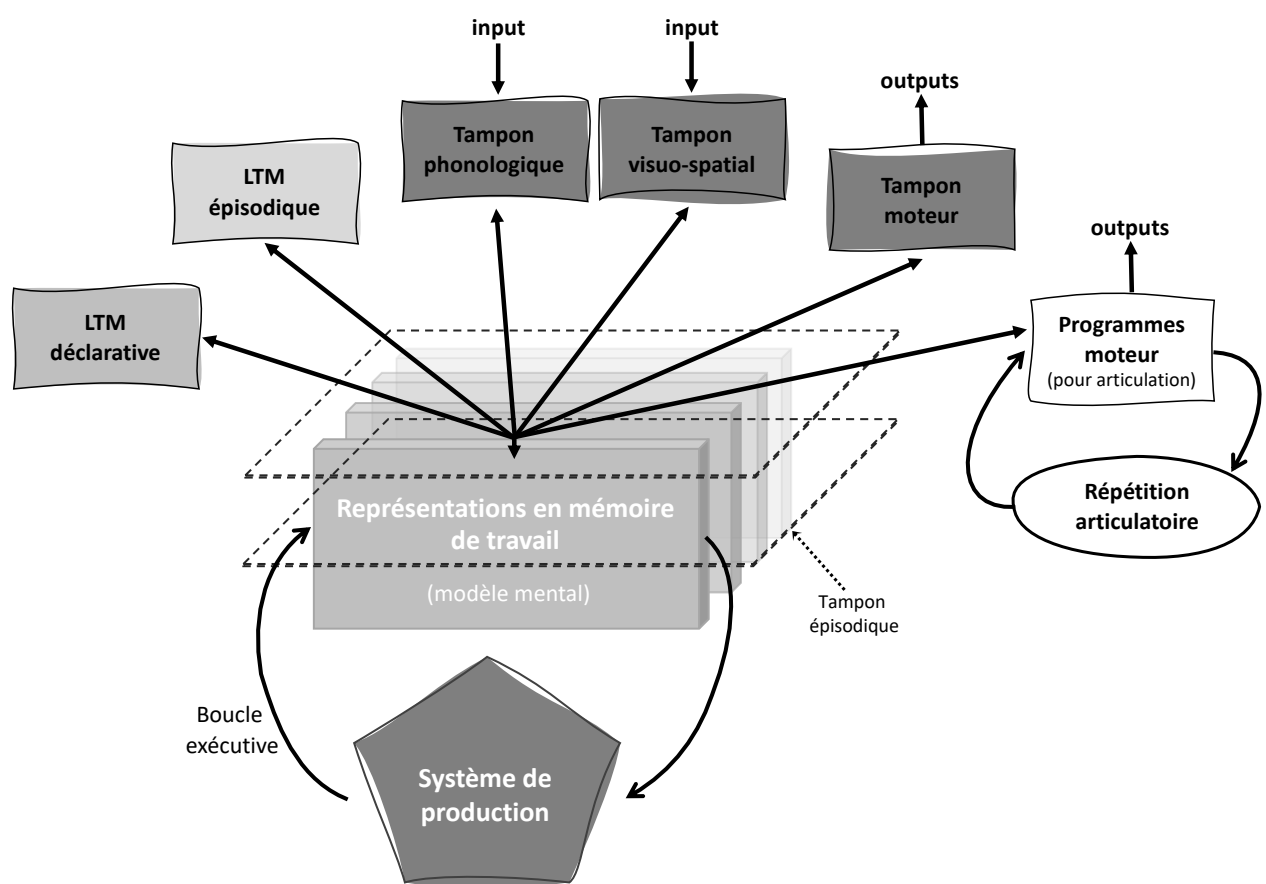 input
input
outputs
Tampon
phonologique
Tampon
visuo-spatial
LTM
épisodique
Tampon
moteur
outputs
LTM
déclarative
Programmes
moteur
(pour articulation)
Répétition
articulatoire
Représentations en mémoire
de travail
(modèle mental)
Tampon
épisodique
Boucle
exécutive
Système de
production